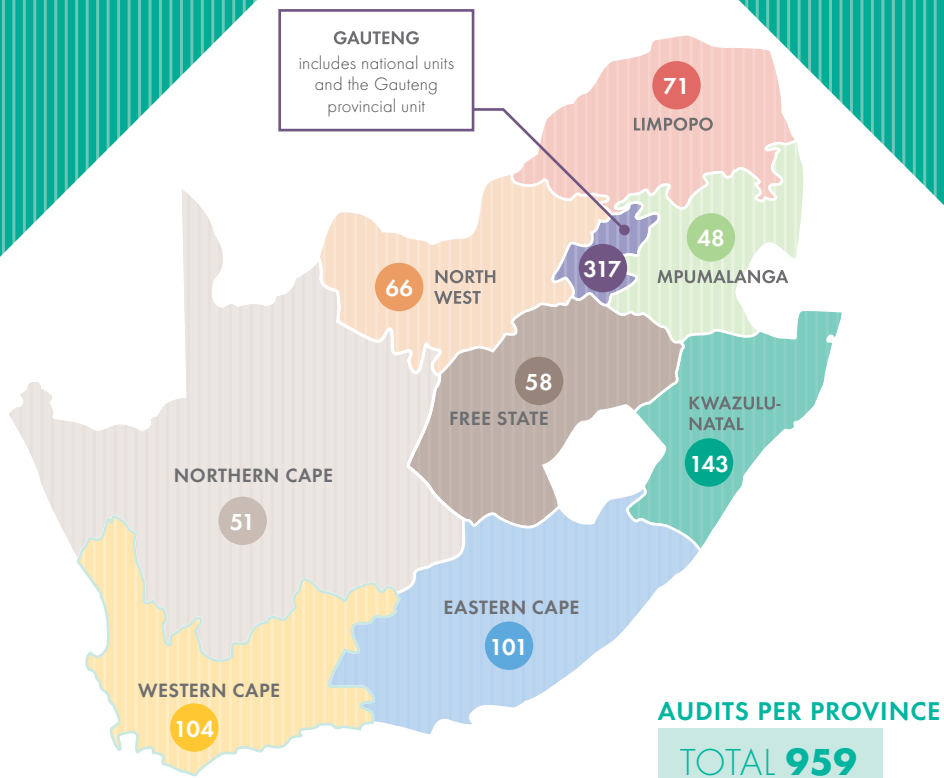 GAUTENG
includes national units
and the Gauteng
provincial unit
71
LIMPOPO
48
MPUMALANGA
317
66
NORTH
WEST
58
FREE STATE
KWAZULU-
NATAL
143
NORTHERN CAPE
51
EASTERN CAPE
101
WESTERN CAPE
104
AUDITS PER PROVINCE
TOTAL 959